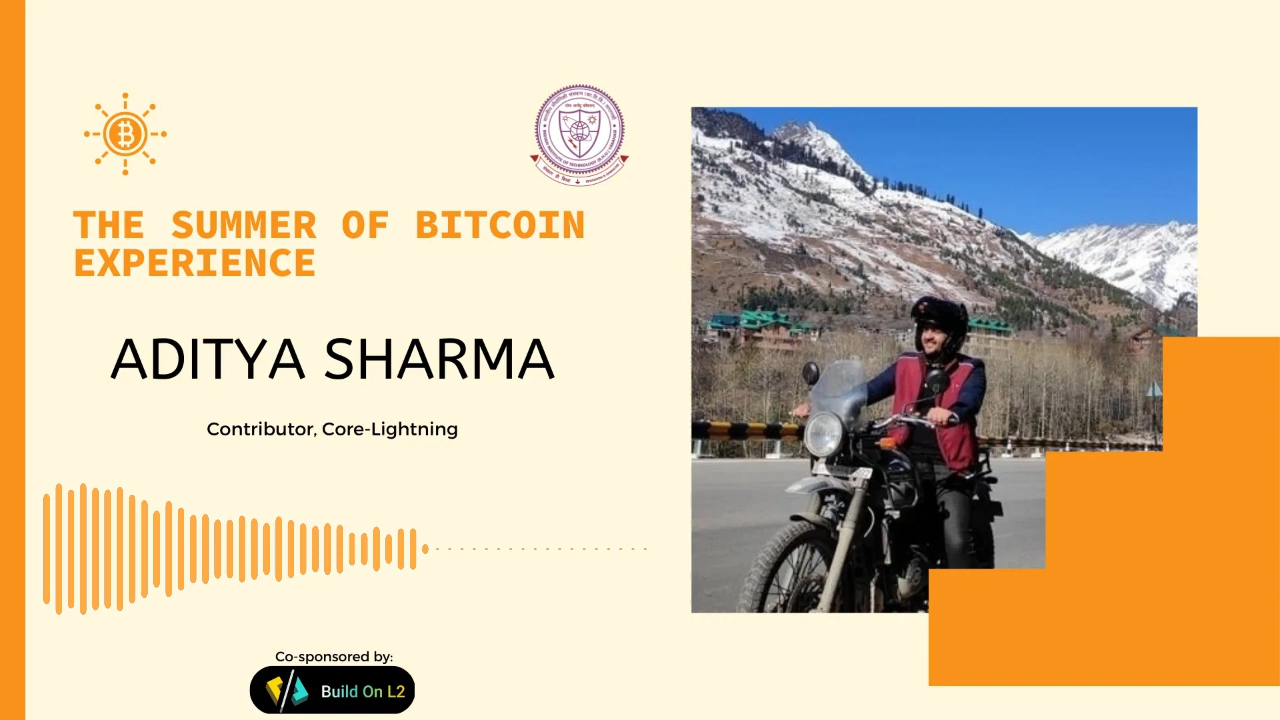 THE SUMMER OF BITCOIN
EXPERIENCE
ADITYA SHARMA
Contributor, Core-Lightning
Co-sponsored by:
Build On L2